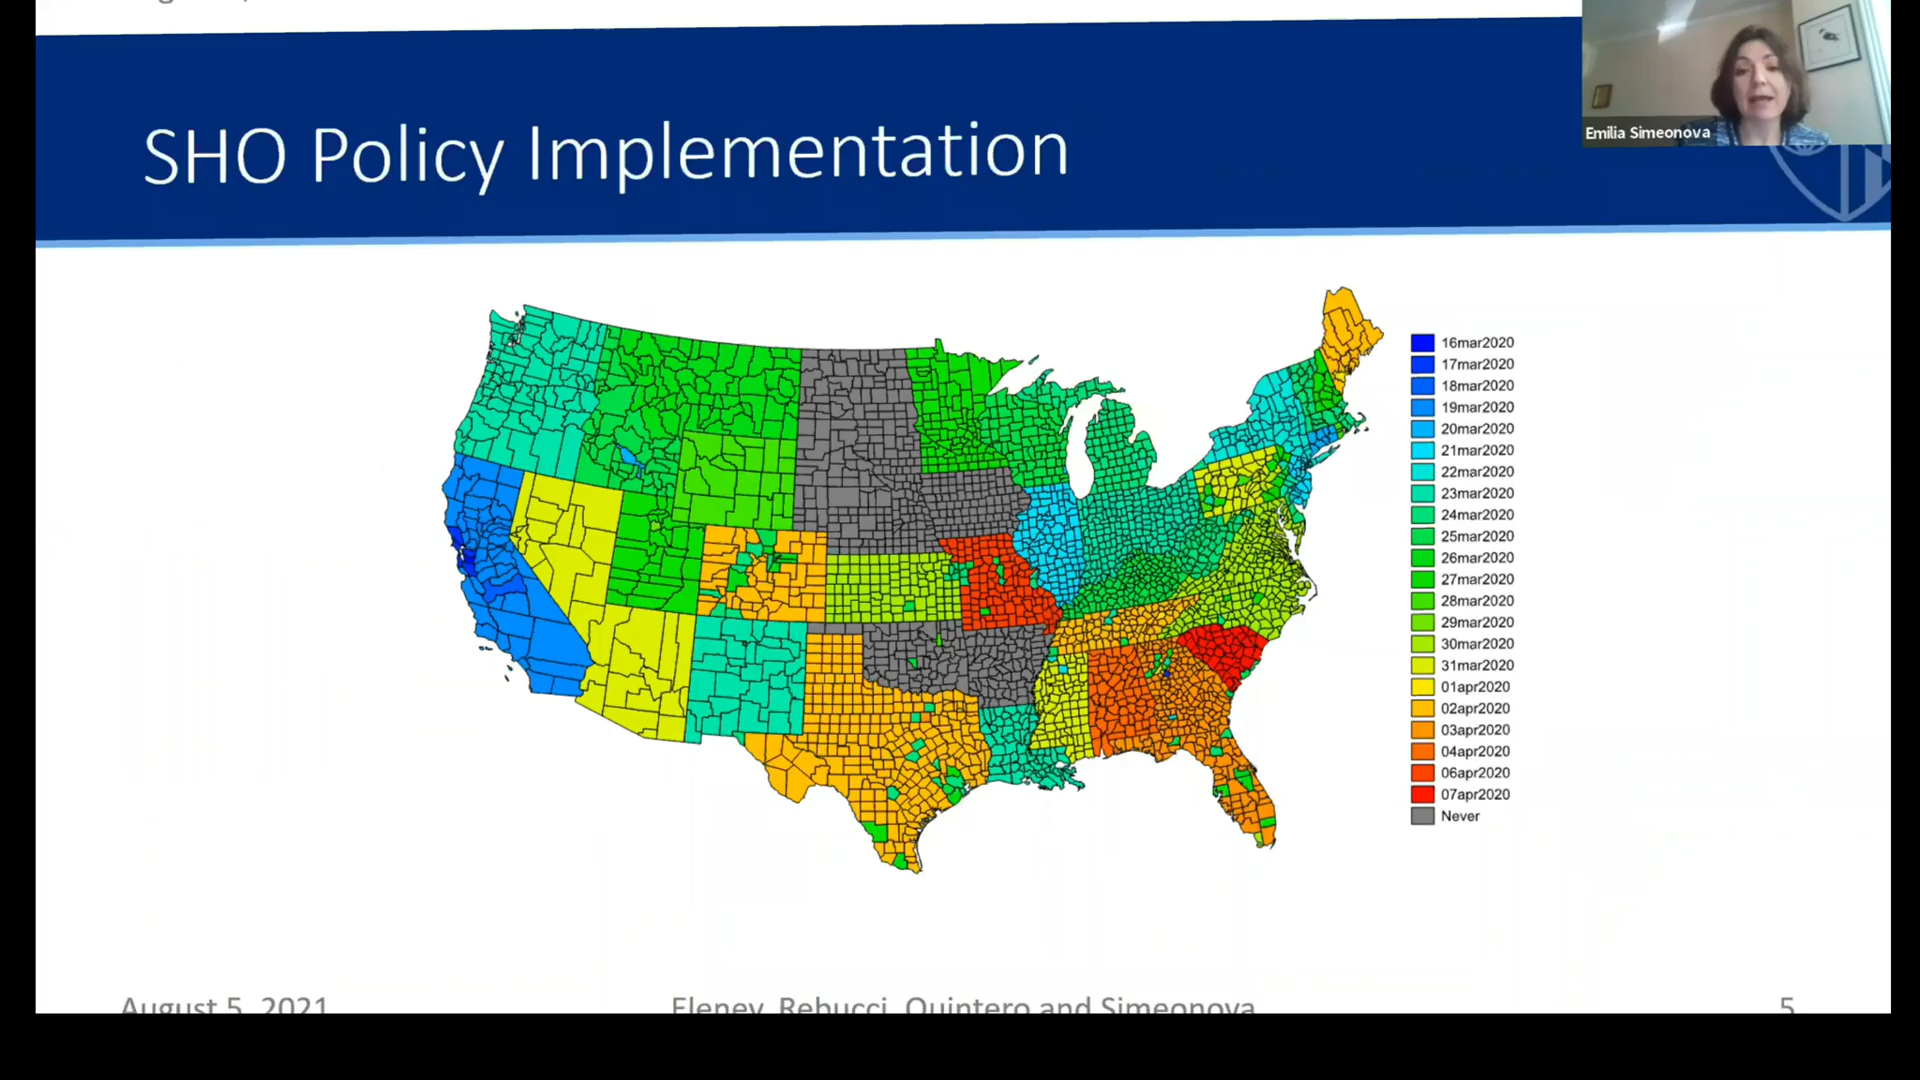 SHO Policy Implementation
Emilia Simeonova
16mar2020
17mar2020
18mar2020
19mar2020
20mar2020
21mar2020
22mar2020
23mar2020
24mar2020
25mar2020
26mar2020
27mar2020
28mar2020
29mar2020
30mar2020
31mar2020
01apr2020
02apr2020
03apr2020
04apr2020
06apr2020
07apr2020
Never
August 5, 2021
Eleney, Rebucci, Quintero and Simeonova
5